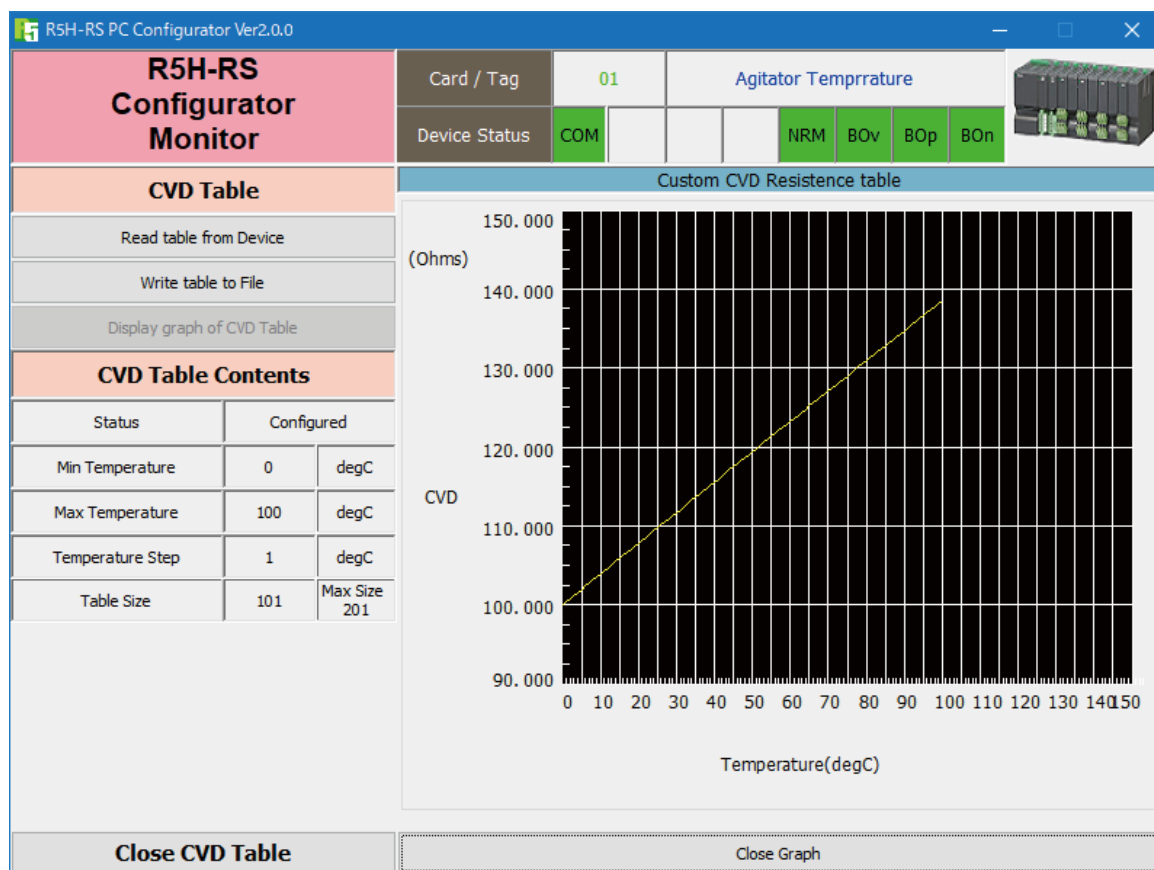 R5H-RS PC Configurator Ver2.0.0
R5H-RS
Configurator
Monitor
Card / Tag
01
Agitator Temprrature
Device Status
COM
NRM
BOv
BOp
BOn
CVD Table
Read table from Device
Write table to File
Display graph of CVD Table
CVD Table Contents
Status
Configured
Min Temperature
0
degC
Max Temperature
100
degC
Temperature Step
1
degC
Table Size
101
Max Size
201
Custom CVD Resistence table
150.000
(Ohms)
140.000
130.000
120.000
CVD
110.000
100.000
90.000
0 10 20 30 40 50 60 70 80 90 100 110 120 130 140 150
Temperature(degC)
Close CVD Table
Close Graph